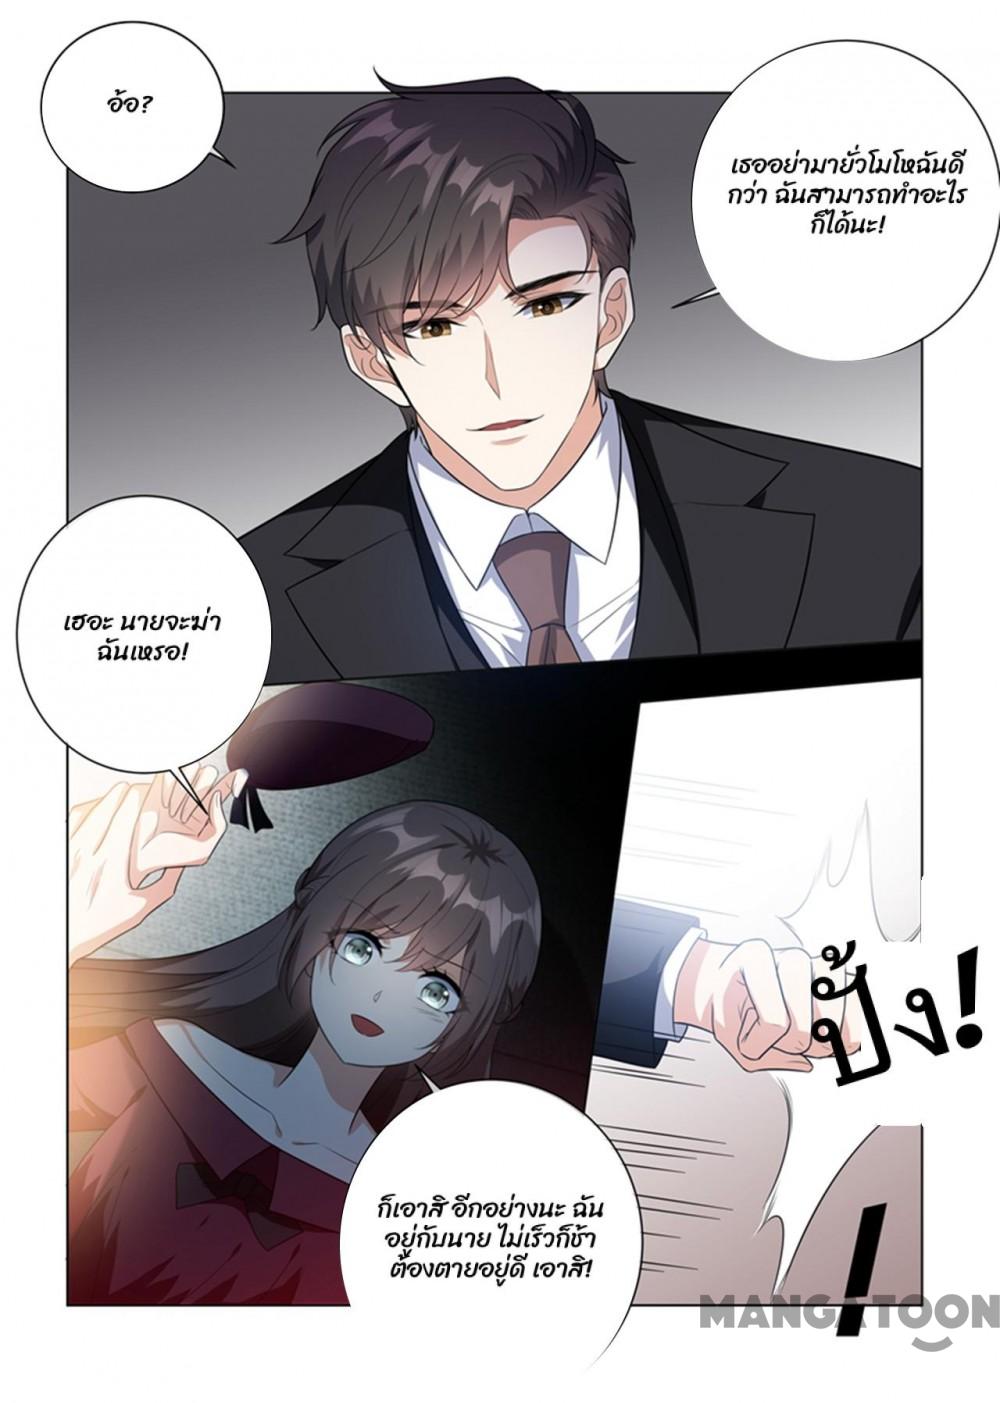 อ้อ?
เธออย่ามายั่วโมโหฉันดี
กว่า ฉันสามารถทำอะไร
ก็ได้นะ!
เฮอะ นายจะฆ่า
ฉันเหรอ!
ปั้ง!
ก็เอาสิ อีกอย่างนะ ฉัน
อยู่กับนาย ไม่เร็วก็ช้า
ต้องตายอยู่ดี เอาสิ!
!
MANGATOON